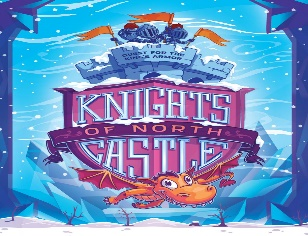 QUEST FOR THE
KING'S ARMOR
KNIGHTS
OF NORTH
CASTLE